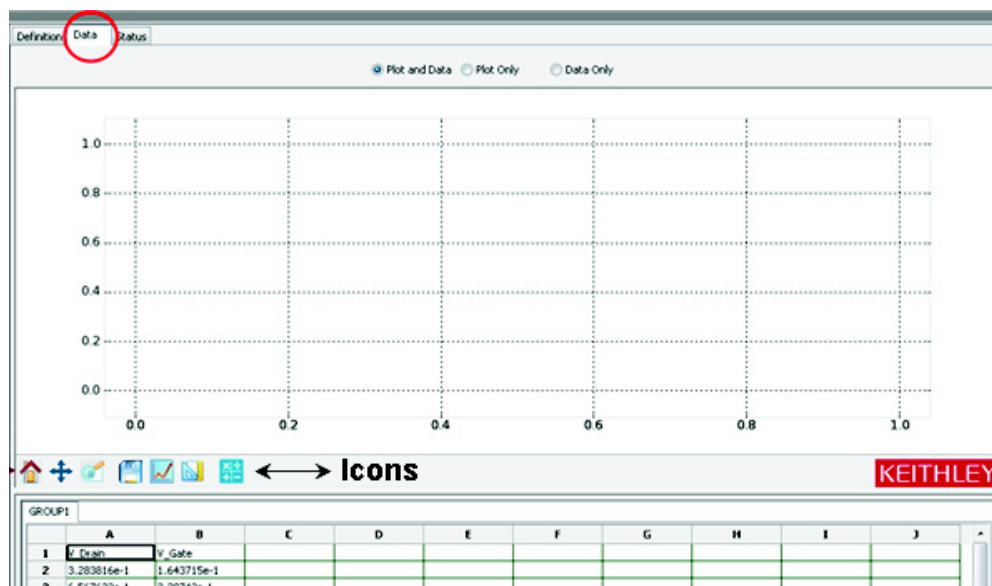 Definition Data Status
Plot and Data Plot Only Data Only
1.0
0.8
0.6
0.4
0.2
0.0
0.0 0.2 0.4 0.6 0.8 1.0
Icons KEITHLEY
GROUP1
A B C D E F G H I J
1 V_Drain V_Gate
2 3.283816e-1 1.643715e-1